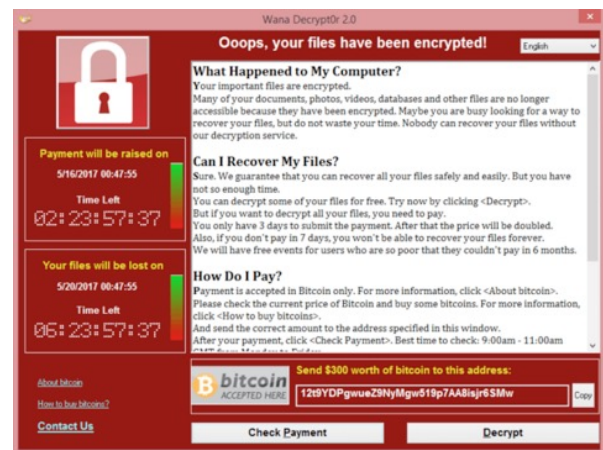 Wana Decrypt0r 2.0
Ooops, your files have been encrypted!
English
What Happened to My Computer?
Your important files are encrypted.
Many of your documents, photos, videos, databases and other files are no longer
accessible because they have been encrypted. Maybe you are busy looking for a way to
recover your files, but do not waste your time. Nobody can recover your files without
our decryption service.
Can I Recover My Files?
Sure. We guarantee that you can recover all your files safely and easily. But you have
not so enough time.
You can decrypt some of your files for free. Try now by clicking <Decrypt>.
But if you want to decrypt all your files, you need to pay.
You only have 3 days to submit the payment. After that the price will be doubled.
Also, if you don't pay in 7 days, you won't be able to recover your files forever.
We will have free events for users who are so poor that they couldn't pay in 6 months.
How Do I Pay?
Payment is accepted in Bitcoin only. For more information, click <About bitcoin>.
Please check the current price of Bitcoin and buy some bitcoins. For more information,
click <How to buy bitcoins>.
And send the correct amount to the address specified in this window.
After your payment, click <Check Payment>. Best time to check: 9:00am - 11:00am
GMT from Monday to Friday
Payment will be raised on
5/16/2017 00:47:55
Time Left
02:23:57:37
Your files will be lost on
5/20/2017 00:47:55
Time Left
06:23:57:37
About bitcoin
How to buy bitcoins?
Contact Us
bitcoin
ACCEPTED HERE
Send $300 worth of bitcoin to this address:
12t9YDPgwueZ9NyMgw519p7AA8isjr6SMw
Copy
Check Payment
Decrypt